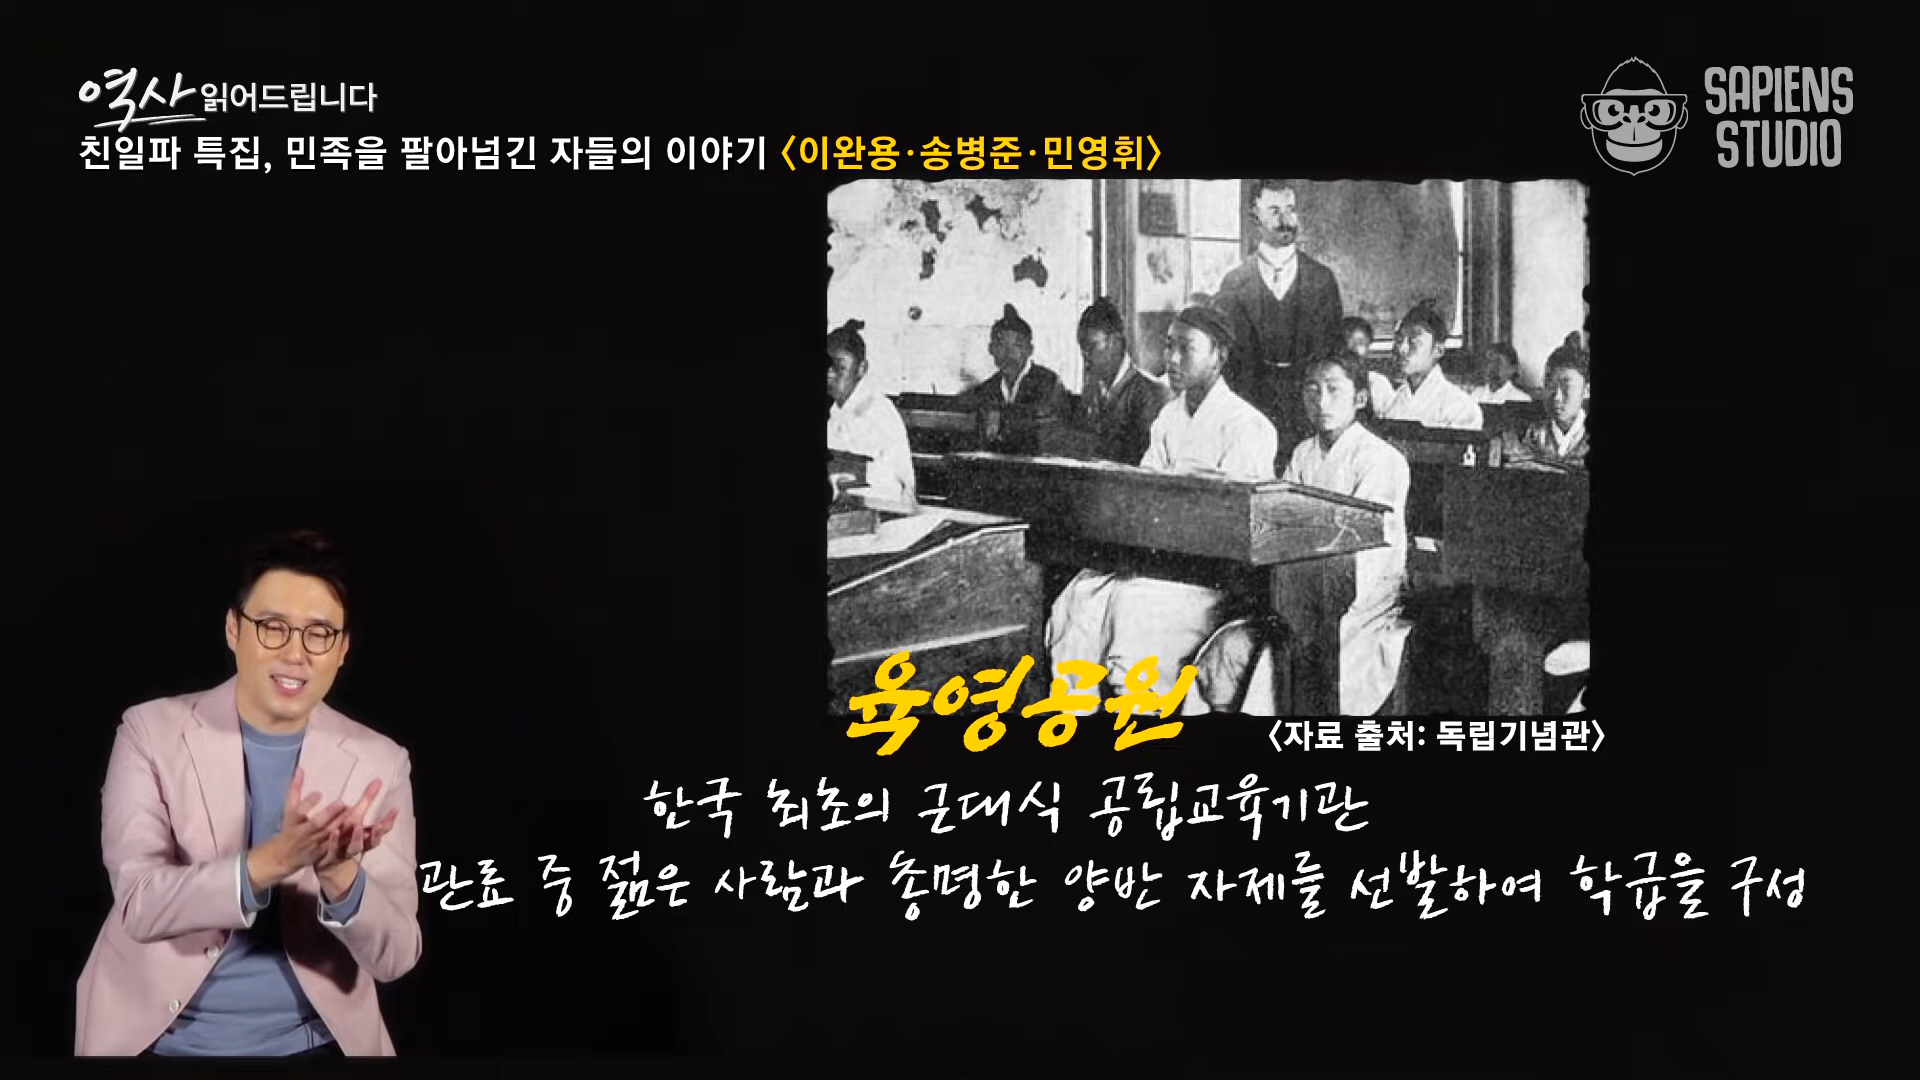 역사 읽어드립니다
친일파 특집, 민족을 팔아넘긴 자들의 이야기 <이완용·송병준·민영휘>
SAPIENS
STUDIO
육영공원
<자료 출처: 독립기념관>
한국 최초의 근대식 공립교육기관
관료 중 젊은 사람과 총명한 양반 자제를 선발하여 학급을 구성